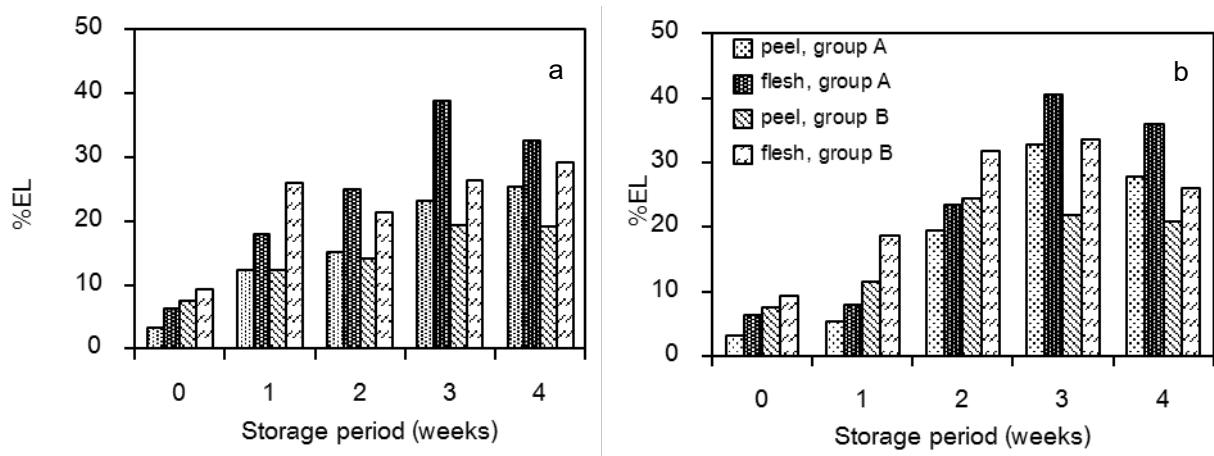 50
40
30
20
10
0
%EL
a
0 1 2 3 4
Storage period (weeks)
50
40
30
20
10
0
%EL
peel, group A
flesh, group A
peel, group B
flesh, group B
b
0 1 2 3 4
Storage period (weeks)